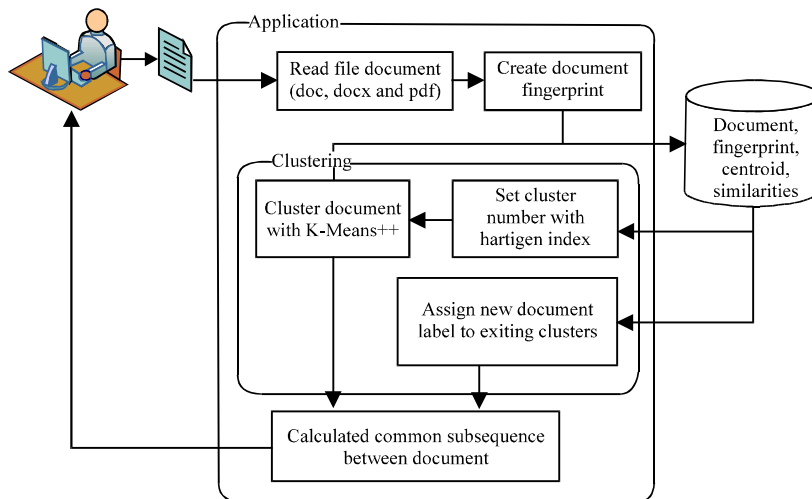 Application
Read file document
(doc, docx and pdf)
Create document
fingerprint
Document,
fingerprint,
centroid,
similarities
Clustering
Cluster document
with K-Means++
Set cluster
number with
hartigen index
Assign new document
label to exiting clusters
Calculated common subsequence
between document